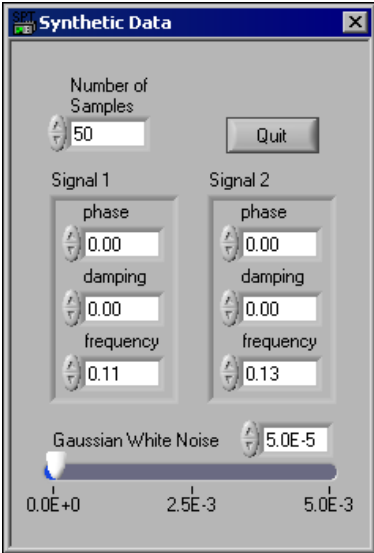 SPT
Synthetic Data
Number of
Samples
50
Quit
Signal 1
Signal 2
phase
phase
0.00
0.00
damping
damping
0.00
0.00
frequency
frequency
0.11
0.13
Gaussian White Noise
5.0E-5
0.0E+0
2.5E-3
5.0E-3